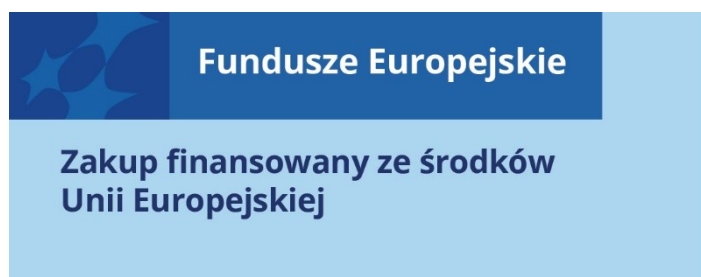 Fundusze Europejskie
Zakup finansowany ze środków
Unii Europejskiej